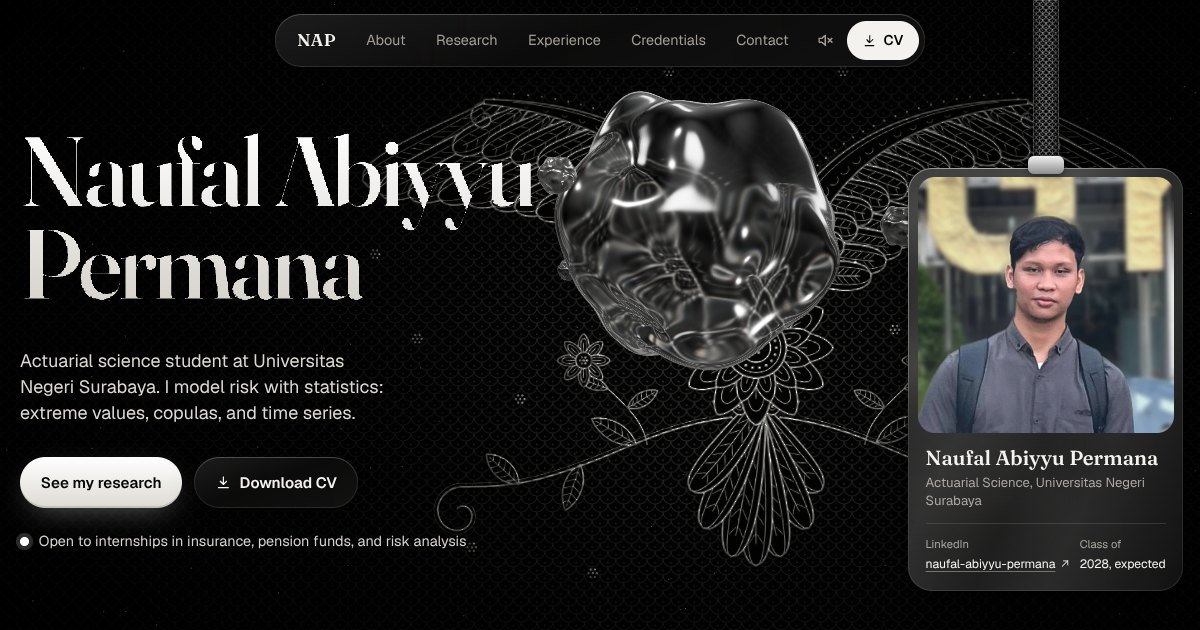 NAP
About
Research
Experience
Credentials
Contact
CV
Naufal Abiyyu
Permana
Actuarial science student at Universitas
Negeri Surabaya. I model risk with statistics:
extreme values, copulas, and time series.
See my research
Download CV
Open to internships in insurance, pension funds, and risk analysis
Naufal Abiyyu Permana
Actuarial Science, Universitas Negeri
Surabaya
LinkedIn
naufal-abiyyu-permana ↗
Class of
2028, expected